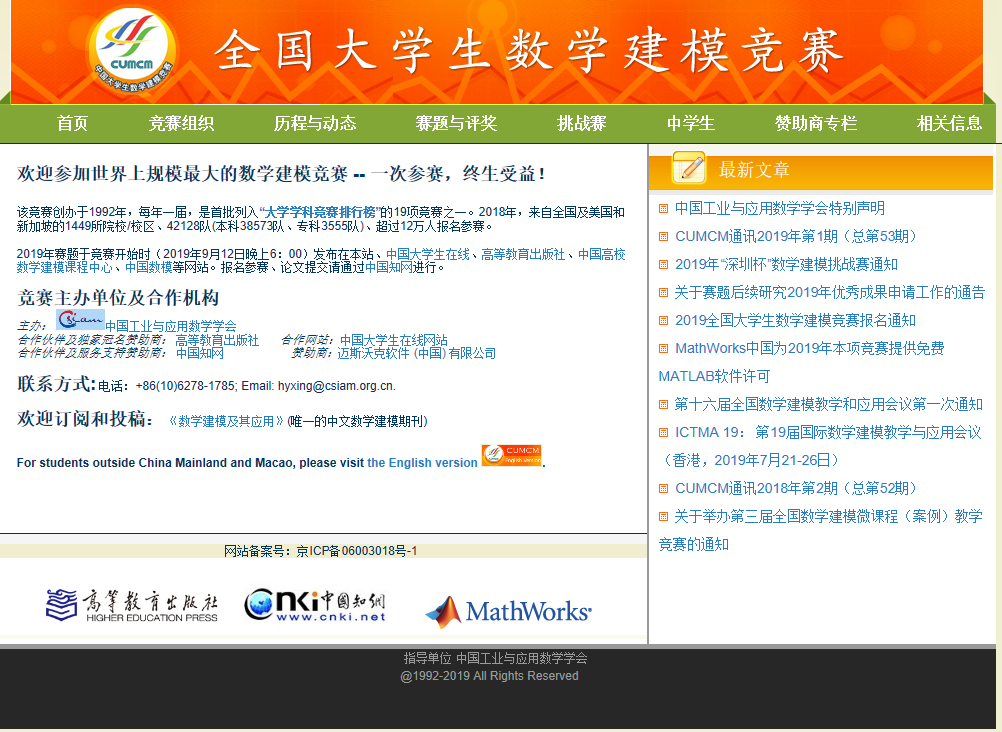 CUMCM
中国大学生数学建模竞赛
全国大学生数学建模竞赛
首页 竞赛组织 历程与动态 赛题与评奖 挑战赛 中学生 赞助商专栏 相关信息
欢迎参加世界上规模最大的数学建模竞赛 -- 一次参赛，终生受益！
该竞赛创办于1992年，每年一届，是首批列入“大学学科竞赛排行榜”的19项竞赛之一。2018年，来自全国及美国和
新加坡的1449所院校/校区、42128队(本科38573队、专科3555队)、超过12万人报名参赛。
2019年赛题于竞赛开始时（2019年9月12日晚上6：00）发布在本站、中国大学生在线、高等教育出版社、中国高校
数学建模课程中心、中国数模等网站。报名参赛、论文提交请通过中国知网进行。
竞赛主办单位及合作机构
主办： Csiam 中国工业与应用数学学会
合作伙伴及独家冠名赞助商： 高等教育出版社 合作网站：中国大学生在线网站
合作伙伴及服务支持赞助商： 中国知网 赞助商：迈斯沃克软件 (中国)有限公司
联系方式:电话：+86(10)6278-1785; Email: hyxing@csiam.org.cn.
欢迎订阅和投稿： 《数学建模及其应用》(唯一的中文数学建模期刊)
For students outside China Mainland and Macao, please visit the English version CUMCM English Version .
网站备案号：京ICP备06003018号-1
高等教育出版社
HIGHER EDUCATION PRESS
cnki中国知网
www.cnki.net
MathWorks
最新文章
中国工业与应用数学学会特别声明
CUMCM通讯2019年第1期（总第53期）
2019年“深圳杯”数学建模挑战赛通知
关于赛题后续研究2019年优秀成果申请工作的通告
2019全国大学生数学建模竞赛报名通知
MathWorks中国为2019年本项竞赛提供免费
MATLAB软件许可
第十六届全国数学建模教学和应用会议第一次通知
ICTMA 19： 第19届国际数学建模教学与应用会议
（香港，2019年7月21-26日）
CUMCM通讯2018年第2期（总第52期）
关于举办第三届全国数学建模微课程（案例）教学
竞赛的通知
指导单位 中国工业与应用数学学会
@1992-2019 All Rights Reserved